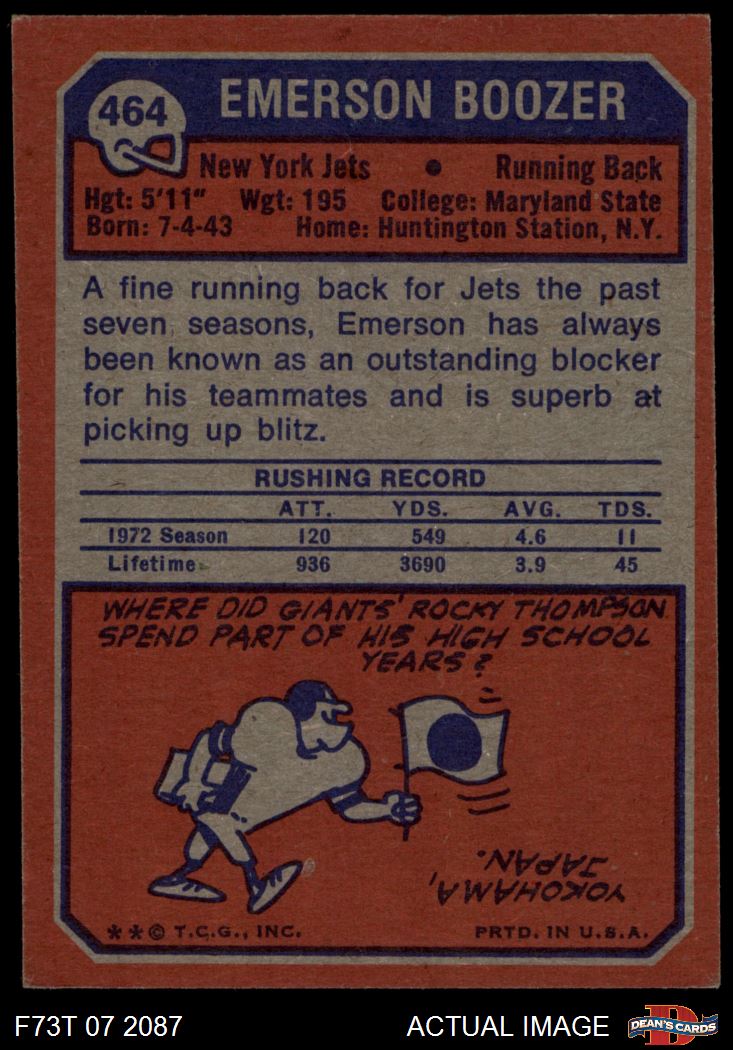 464
EMERSON BOOZER
New York Jets • Running Back
Hgt: 5'11" Wgt: 195 College: Maryland State
Born: 7-4-43 Home: Huntington Station, N.Y.
A fine running back for Jets the past
seven seasons, Emerson has always
been known as an outstanding blocker
for his teammates and is superb at
picking up blitz.
RUSHING RECORD
ATT. YDS. AVG. TDS.
1972 Season 120 549 4.6 11
Lifetime 936 3690 3.9 45
WHERE DID GIANTS' ROCKY THOMPSON
SPEND PART OF HIS HIGH SCHOOL
YEARS?
YOKOHAMA,
JAPAN.
** © T.C.G., INC. PRTD. IN U.S.A.
F73T 07 2087 ACTUAL IMAGE D DEAN'S CARDS